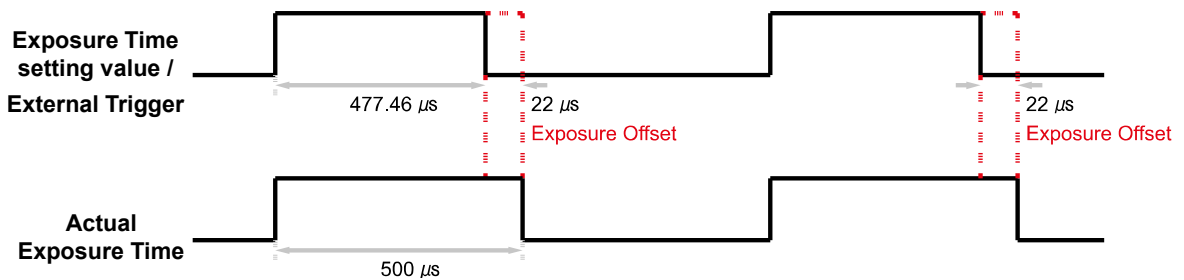 Exposure Time
setting value /
External Trigger
477.46 μs
22 μs
Exposure Offset
22 μs
Exposure Offset
Actual
Exposure Time
500 μs